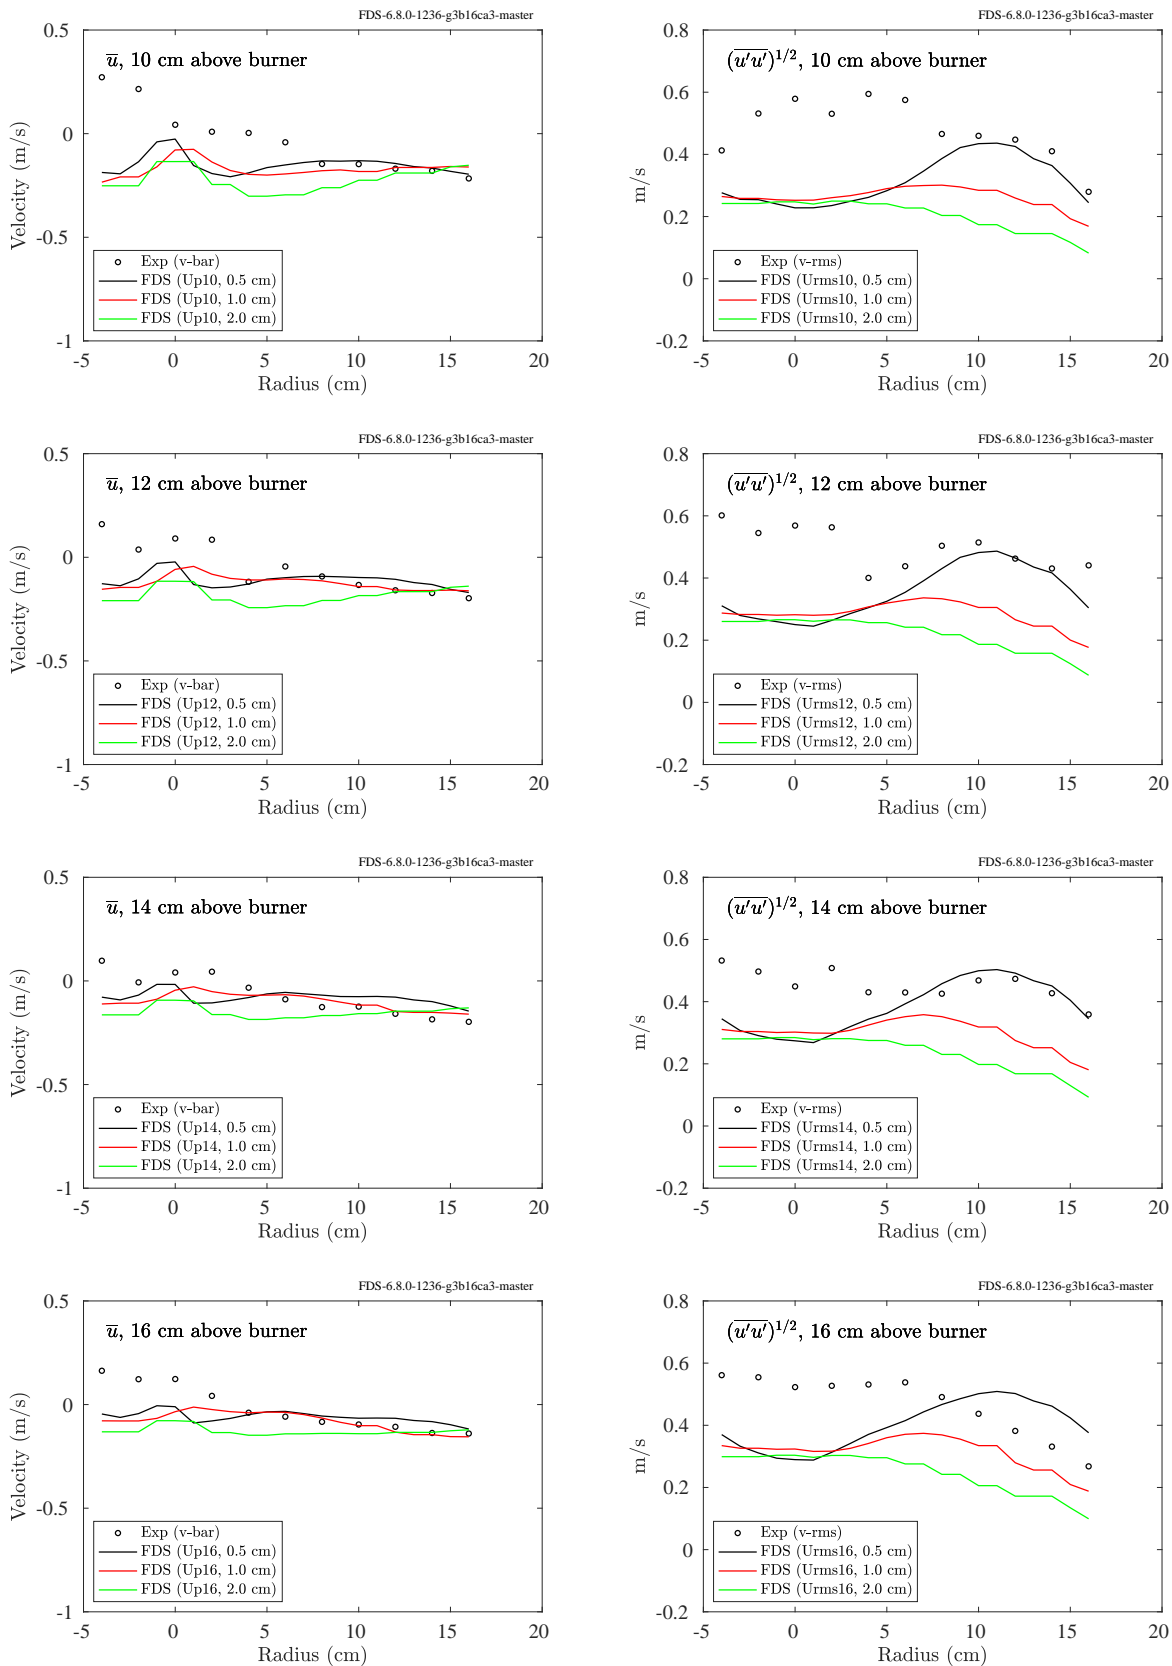 FDS-6.8.0-1236-g3b16ca3-master
0.5
u̅, 10 cm above burner
0
Velocity (m/s)
-0.5
Exp (v-bar)
FDS (Up10, 0.5 cm)
FDS (Up10, 1.0 cm)
FDS (Up10, 2.0 cm)
-1
-5 0 5 10 15 20
Radius (cm)
FDS-6.8.0-1236-g3b16ca3-master
0.8
(u′u′)1/2, 10 cm above burner
0.6
0.4
m/s
0.2
0
Exp (v-rms)
FDS (Urms10, 0.5 cm)
FDS (Urms10, 1.0 cm)
FDS (Urms10, 2.0 cm)
-0.2
-5 0 5 10 15 20
Radius (cm)
FDS-6.8.0-1236-g3b16ca3-master
0.5
u̅, 12 cm above burner
0
Velocity (m/s)
-0.5
Exp (v-bar)
FDS (Up12, 0.5 cm)
FDS (Up12, 1.0 cm)
FDS (Up12, 2.0 cm)
-1
-5 0 5 10 15 20
Radius (cm)
FDS-6.8.0-1236-g3b16ca3-master
0.8
(u′u′)1/2, 12 cm above burner
0.6
0.4
m/s
0.2
0
Exp (v-rms)
FDS (Urms12, 0.5 cm)
FDS (Urms12, 1.0 cm)
FDS (Urms12, 2.0 cm)
-0.2
-5 0 5 10 15 20
Radius (cm)
FDS-6.8.0-1236-g3b16ca3-master
0.5
u̅, 14 cm above burner
0
Velocity (m/s)
-0.5
Exp (v-bar)
FDS (Up14, 0.5 cm)
FDS (Up14, 1.0 cm)
FDS (Up14, 2.0 cm)
-1
-5 0 5 10 15 20
Radius (cm)
FDS-6.8.0-1236-g3b16ca3-master
0.8
(u′u′)1/2, 14 cm above burner
0.6
0.4
m/s
0.2
0
Exp (v-rms)
FDS (Urms14, 0.5 cm)
FDS (Urms14, 1.0 cm)
FDS (Urms14, 2.0 cm)
-0.2
-5 0 5 10 15 20
Radius (cm)
FDS-6.8.0-1236-g3b16ca3-master
0.5
u̅, 16 cm above burner
0
Velocity (m/s)
-0.5
Exp (v-bar)
FDS (Up16, 0.5 cm)
FDS (Up16, 1.0 cm)
FDS (Up16, 2.0 cm)
-1
-5 0 5 10 15 20
Radius (cm)
FDS-6.8.0-1236-g3b16ca3-master
0.8
(u′u′)1/2, 16 cm above burner
0.6
0.4
m/s
0.2
0
Exp (v-rms)
FDS (Urms16, 0.5 cm)
FDS (Urms16, 1.0 cm)
FDS (Urms16, 2.0 cm)
-0.2
-5 0 5 10 15 20
Radius (cm)